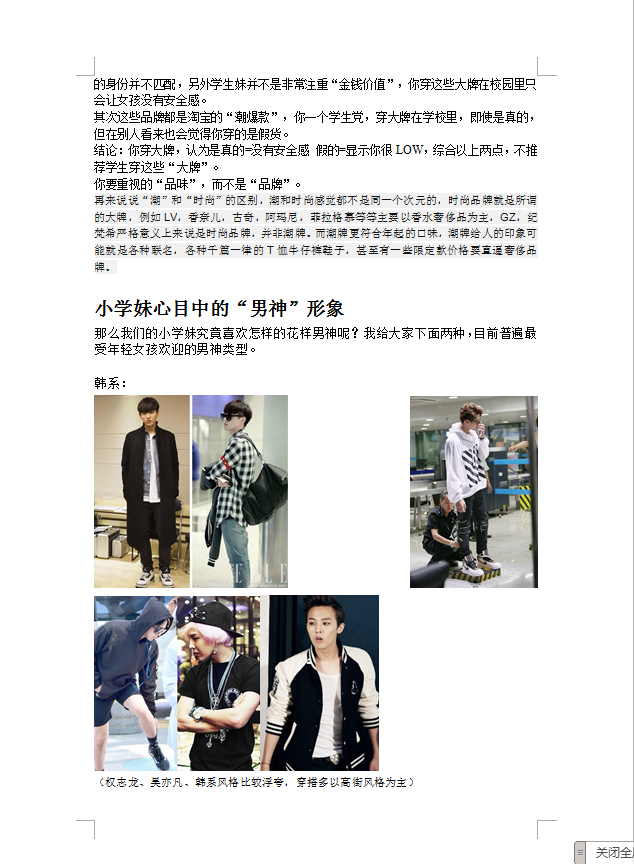 的身份并不匹配，另外学生妹并不是非常注重“金钱价值”，你穿这些大牌在校园里只
会让女孩没有安全感。
其次这些品牌都是淘宝的“潮爆款”，你一个学生党，穿大牌在学校里，即使是真的，
但在别人看来也会觉得你穿的是假货。
结论：你穿大牌，认为是真的=没有安全感 假的=显示你很 LOW，综合以上两点，不推
荐学生穿这些“大牌”。
你要重视的“品味”，而不是“品牌”。
再来说说“潮”和“时尚”的区别，潮和时尚感觉都不是同一个次元的，时尚品牌就是所谓
的大牌，例如 LV，香奈儿，古奇，阿玛尼，菲拉格慕等等主要以香水奢侈品为主，GZ，纪
梵希严格意义上来说是时尚品牌，并非潮牌。而潮牌更符合年起的口味，潮牌给人的印象可
能就是各种联名，各种千篇一律的 T 恤牛仔裤鞋子，甚至有一些限定款价格要直逼奢侈品
牌。
小学妹心目中的“男神”形象
那么我们的小学妹究竟喜欢怎样的花样男神呢？我给大家下面两种，目前普遍最
受年轻女孩欢迎的男神类型。
韩系：
ELLE
（权志龙、吴亦凡、韩系风格比较浮夸，穿搭多以高街风格为主）
关闭全